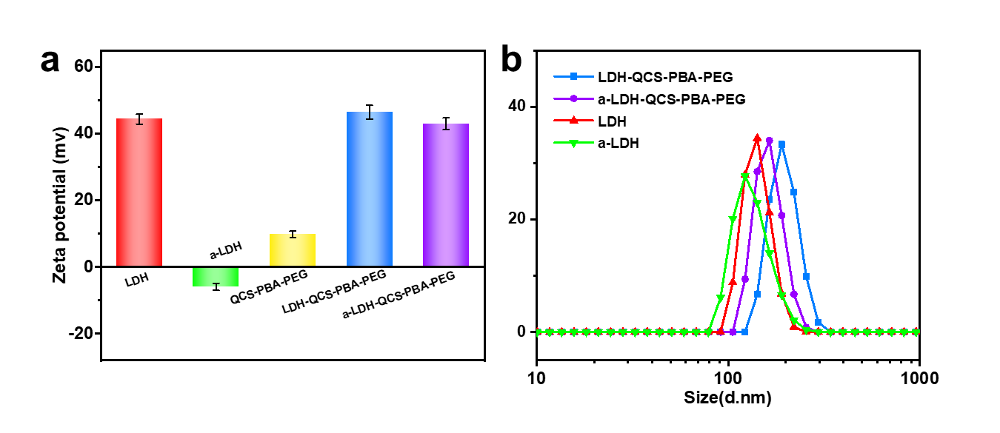 a
60
40
20
0
-20
Zeta potential (mv)
LDH
a-LDH
QCS-PBA-PEG
LDH-QCS-PBA-PEG
a-LDH-QCS-PBA-PEG
b
LDH-QCS-PBA-PEG
a-LDH-QCS-PBA-PEG
LDH
a-LDH
40
20
0
10
100
1000
Size(d.nm)